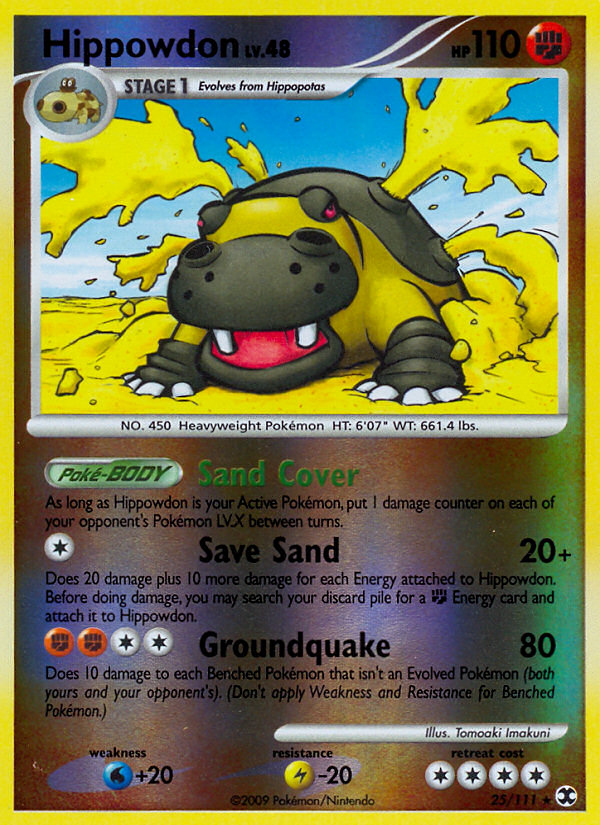 Hippowdon LV.48 HP 110
STAGE 1 Evolves from Hippopotas
NO. 450 Heavyweight Pokémon HT: 6'07" WT: 661.4 lbs.
Poké-BODY Sand Cover
As long as Hippowdon is your Active Pokémon, put 1 damage counter on each of
your opponent's Pokémon LV.X between turns.
Save Sand 20+
Does 20 damage plus 10 more damage for each Energy attached to Hippowdon.
Before doing damage, you may search your discard pile for a Energy card and
attach it to Hippowdon.
Groundquake 80
Does 10 damage to each Benched Pokémon that isn't an Evolved Pokémon (both
yours and your opponent's). (Don't apply Weakness and Resistance for Benched
Pokémon.)
Illus. Tomoaki Imakuni
weakness resistance retreat cost
+20 -20
©2009 Pokémon/Nintendo 25/111 ★